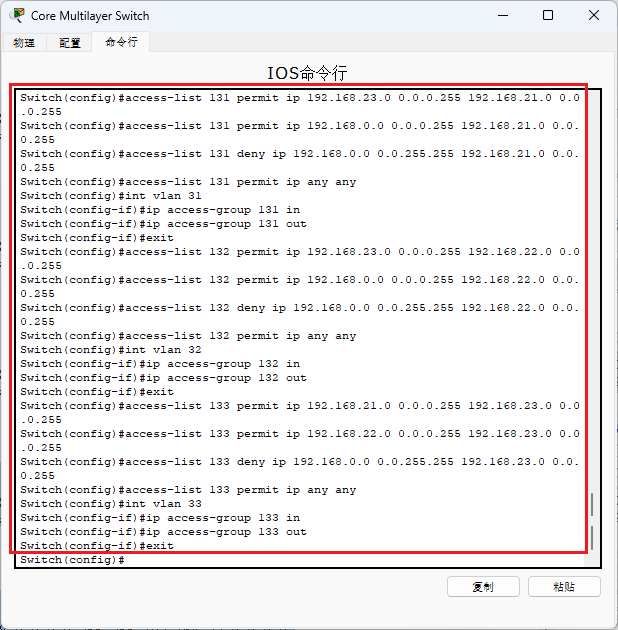 Core Multilayer Switch
物理
配置
命令行
IOS命令行
Switch(config)#access-list 131 permit ip 192.168.23.0 0.0.0.255 192.168.21.0 0.0
.0.255
Switch(config)#access-list 131 permit ip 192.168.0.0 0.0.0.255 192.168.21.0 0.0.
0.255
Switch(config)#access-list 131 deny ip 192.168.0.0 0.0.255.255 192.168.21.0 0.0.
0.255
Switch(config)#access-list 131 permit ip any any
Switch(config)#int vlan 31
Switch(config-if)#ip access-group 131 in
Switch(config-if)#ip access-group 131 out
Switch(config-if)#exit
Switch(config)#access-list 132 permit ip 192.168.23.0 0.0.0.255 192.168.22.0 0.0
.0.255
Switch(config)#access-list 132 permit ip 192.168.0.0 0.0.0.255 192.168.22.0 0.0.
0.255
Switch(config)#access-list 132 deny ip 192.168.0.0 0.0.255.255 192.168.22.0 0.0.
0.255
Switch(config)#access-list 132 permit ip any any
Switch(config)#int vlan 32
Switch(config-if)#ip access-group 132 in
Switch(config-if)#ip access-group 132 out
Switch(config-if)#exit
Switch(config)#access-list 133 permit ip 192.168.21.0 0.0.0.255 192.168.23.0 0.0
.0.255
Switch(config)#access-list 133 permit ip 192.168.22.0 0.0.0.255 192.168.23.0 0.0
.0.255
Switch(config)#access-list 133 deny ip 192.168.0.0 0.0.255.255 192.168.23.0 0.0.
0.255
Switch(config)#access-list 133 permit ip any any
Switch(config)#int vlan 33
Switch(config-if)#ip access-group 133 in
Switch(config-if)#ip access-group 133 out
Switch(config-if)#exit
Switch(config)#
复制
粘贴